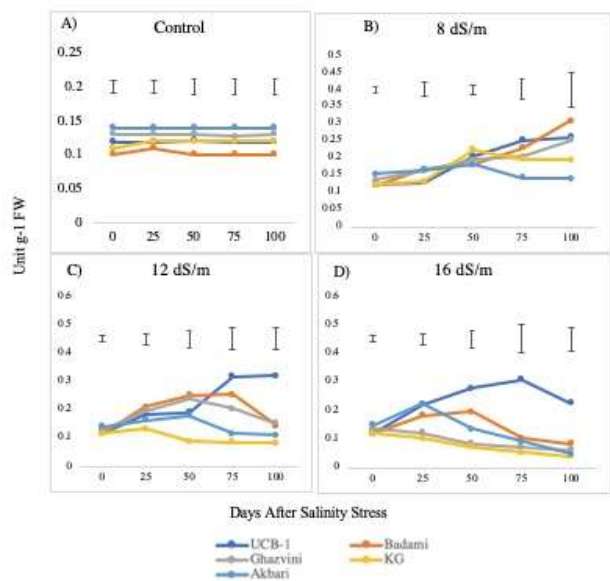 A) Control
0.25
0.2
0.15
0.1
0.05
0
0 25 50 75 100
B) 8 dS/m
0.5
0.45
0.4
0.35
0.3
0.25
0.2
0.15
0.1
0.05
0
0 25 50 75 100
Unit g-1 FW
C) 12 dS/m
0.6
0.5
0.4
0.3
0.2
0.1
0
0 25 50 75 100
D) 16 dS/m
0.6
0.5
0.4
0.3
0.2
0.1
0
0 25 50 75 100
Days After Salinity Stress
UCB-1 Badami
Ghazvini KG
Akbari